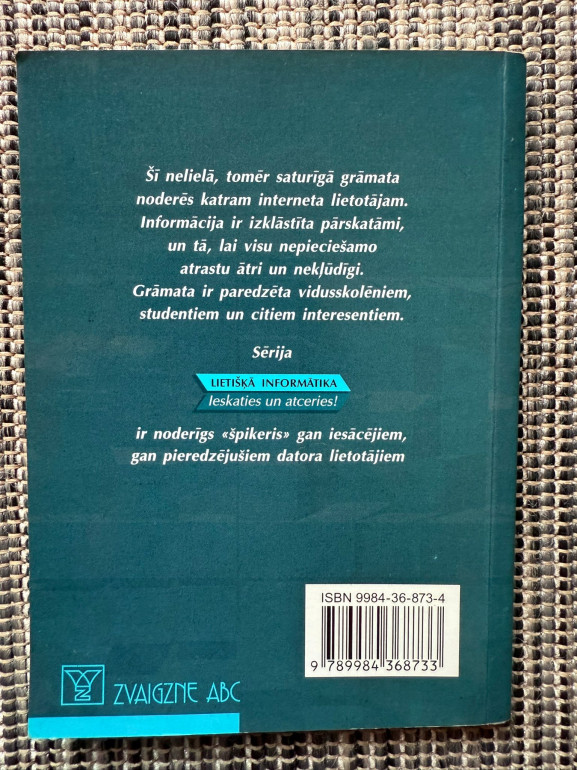 Šī nelielā, tomēr saturīgā grāmata
noderēs katram interneta lietotājam.
Informācija ir izklāstīta pārskatāmi,
un tā, lai visu nepieciešamo
atrastu ātri un nekļūdīgi.
Grāmata ir paredzēta vidusskolēniem,
studentiem un citiem interesentiem.
Sērija
LIETIŠĶĀ INFORMĀTIKA
Ieskaties un atceries!
ir noderīgs «špikeris» gan iesācējiem,
gan pieredzējušiem datora lietotājiem
ISBN 9984-36-873-4
9 789984 368733
ZVAIGZNE ABC